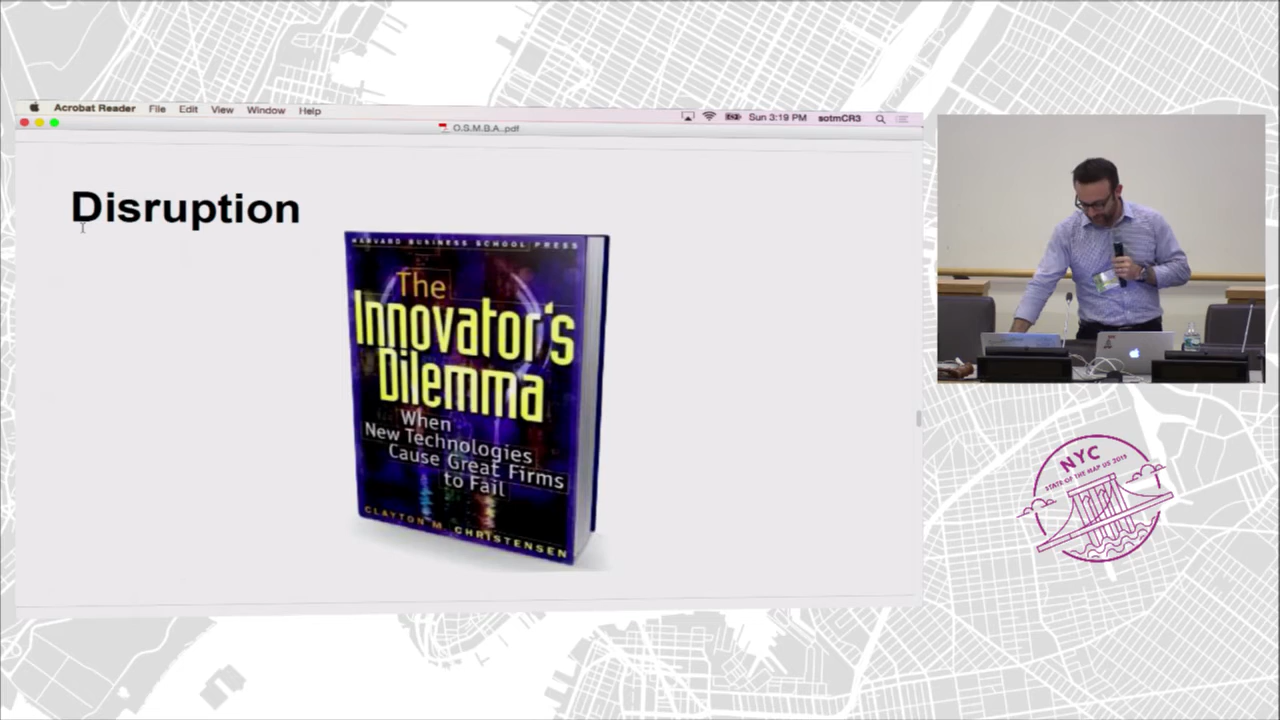 Acrobat Reader File Edit View Window Help
Sun 3:19 PM sotmCR3
O.S.M.B.A..pdf
Disruption
HARVARD BUSINESS SCHOOL PRESS
The
Innovator's
Dilemma
When
New Technologies
Cause Great Firms
to Fail
CLAYTON M. CHRISTENSEN
NYC
STATE OF THE MAP US 2015